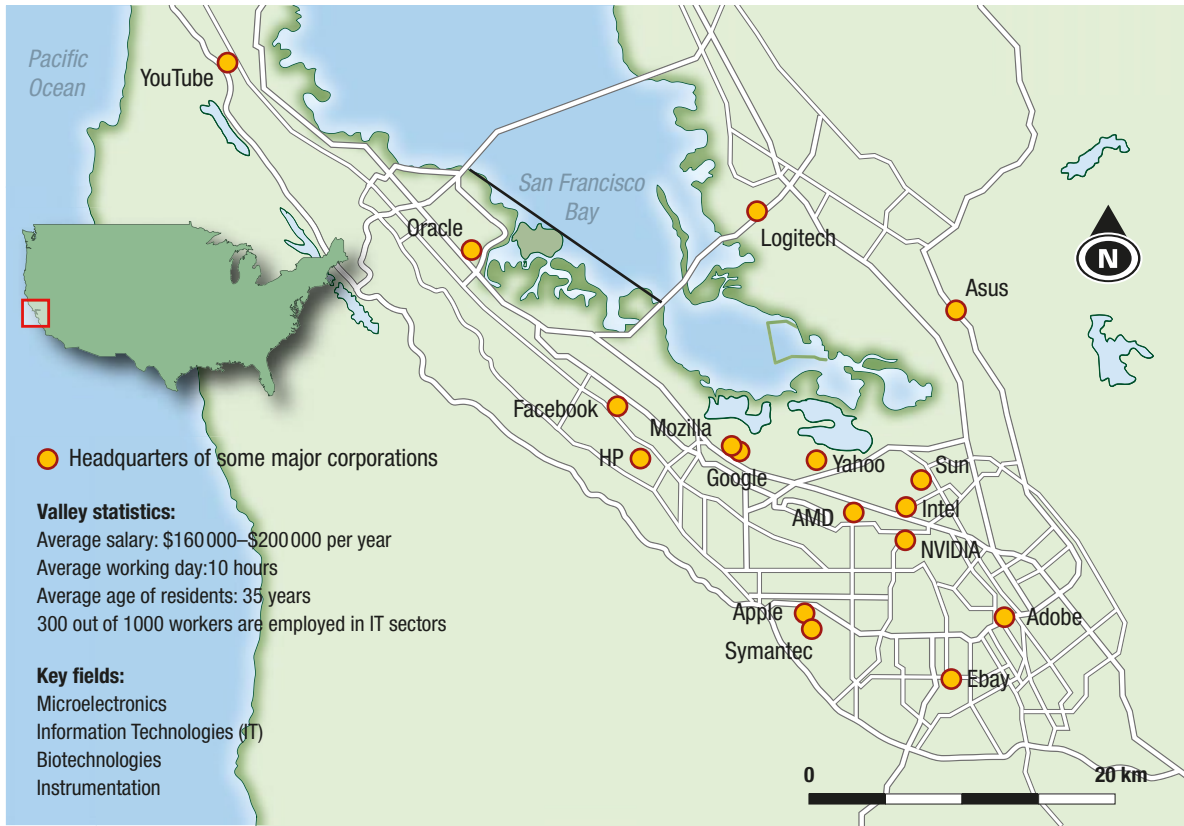 Pacific
Ocean
YouTube
San Francisco
Bay
Oracle
Logitech
N
Asus
Facebook
Mozilla
HP
Google
Yahoo
Sun
Intel
AMD
NVIDIA
Apple
Symantec
Adobe
Ebay
Headquarters of some major corporations
Valley statistics:
Average salary: $160 000–$200 000 per year
Average working day:10 hours
Average age of residents: 35 years
300 out of 1000 workers are employed in IT sectors
Key fields:
Microelectronics
Information Technologies (IT)
Biotechnologies
Instrumentation
0 20 km